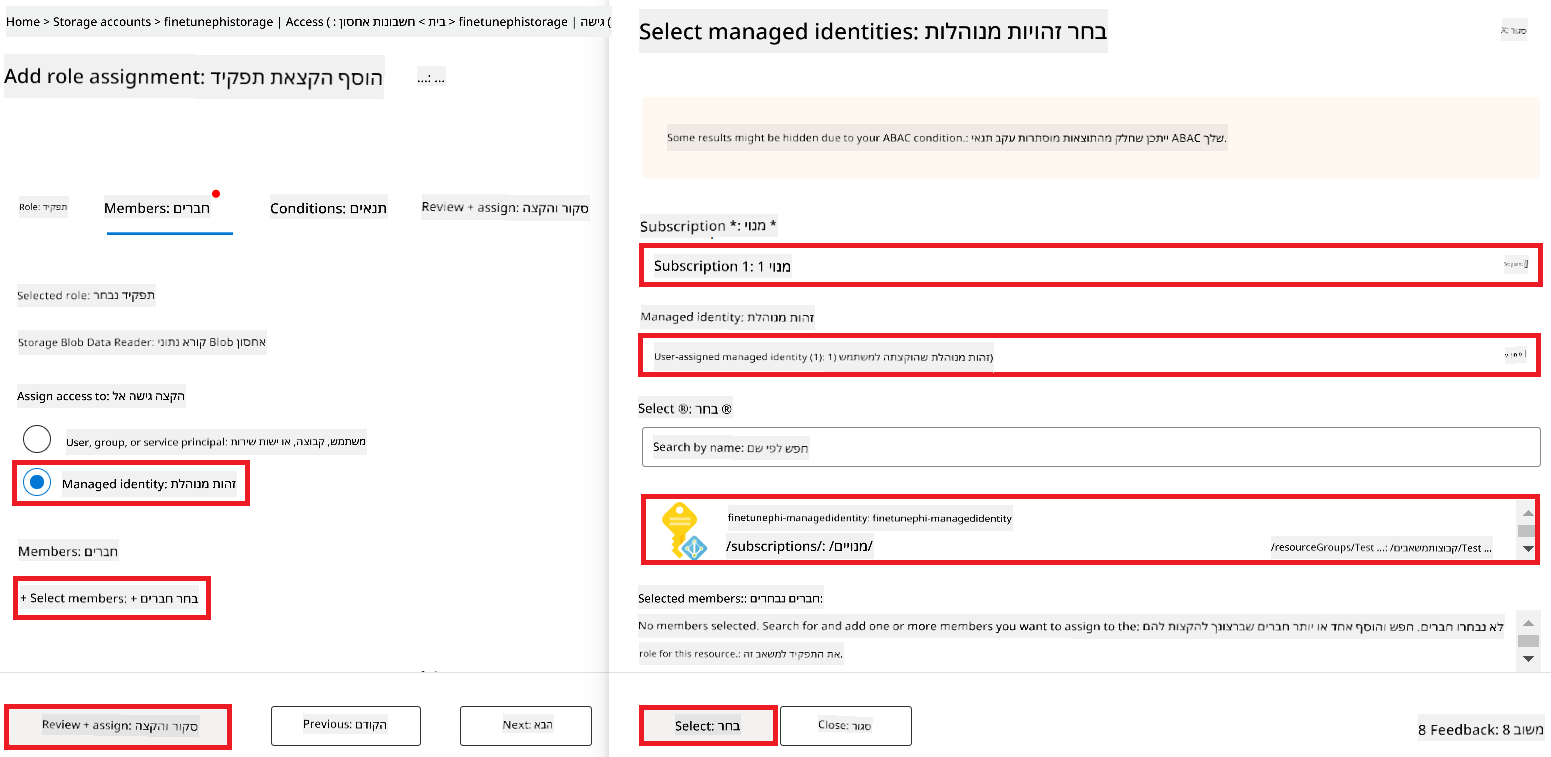 Home > Storage accounts > finetunephistorage | Access ( : בית > חשבונות אחסון > finetunephistorage | גישה (
Add role assignment: הוסף הקצאת תפקיד
...: ...
Role: תפקיד
Members: חברים
Conditions: תנאים
Review + assign: סקור והקצה
Selected role: תפקיד נבחר
Storage Blob Data Reader: קורא נתוני Blob אחסון
Assign access to: הקצה גישה אל
User, group, or service principal: משתמש, קבוצה, או ישות שירות
Managed identity: זהות מנוהלת
Members: חברים
+ Select members: + בחר חברים
Review + assign: סקור והקצה
Previous: הקודם
Next: הבא
Select managed identities: בחר זהויות מנוהלות
X: סגור
Some results might be hidden due to your ABAC condition.: ייתכן שחלק מהתוצאות מוסתרות עקב תנאי ABAC שלך.
Subscription *: מנוי *
Subscription 1: מנוי 1
Managed identity: זהות מנוהלת
User-assigned managed identity (1): זהות מנוהלת שהוקצתה למשתמש (1)
Select ®: בחר ®
Search by name: חפש לפי שם
finetunephi-managedidentity: finetunephi-managedidentity
/subscriptions/: /מנויים/
/resourceGroups/Test ...: /קבוצותמשאבים/Test ...
Selected members:: חברים נבחרים:
No members selected. Search for and add one or more members you want to assign to the: לא נבחרו חברים. חפש והוסף אחד או יותר חברים שברצונך להקצות להם
role for this resource.: את התפקיד למשאב זה.
Select: בחר
Close: סגור
8 Feedback: 8 משוב